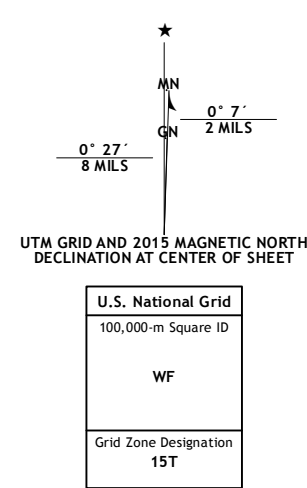 ★
MN
GN
0° 7´
2 MILS
0° 27´
8 MILS
UTM GRID AND 2015 MAGNETIC NORTH
DECLINATION AT CENTER OF SHEET
U.S. National Grid
100,000-m Square ID
WF
Grid Zone Designation
15T